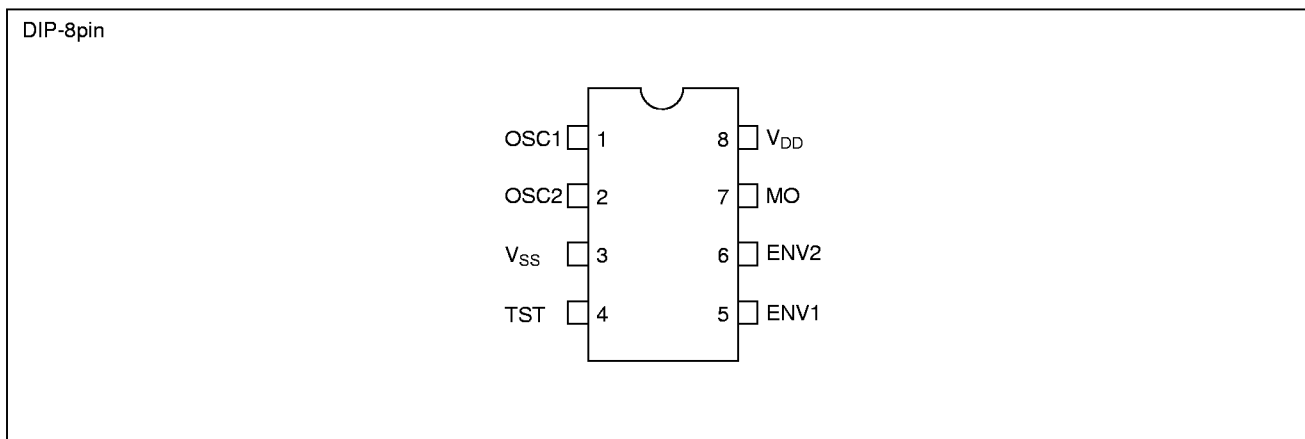 DIP-8pin
OSC1 1 8 VDD
OSC2 2 7 MO
VSS 3 6 ENV2
TST 4 5 ENV1